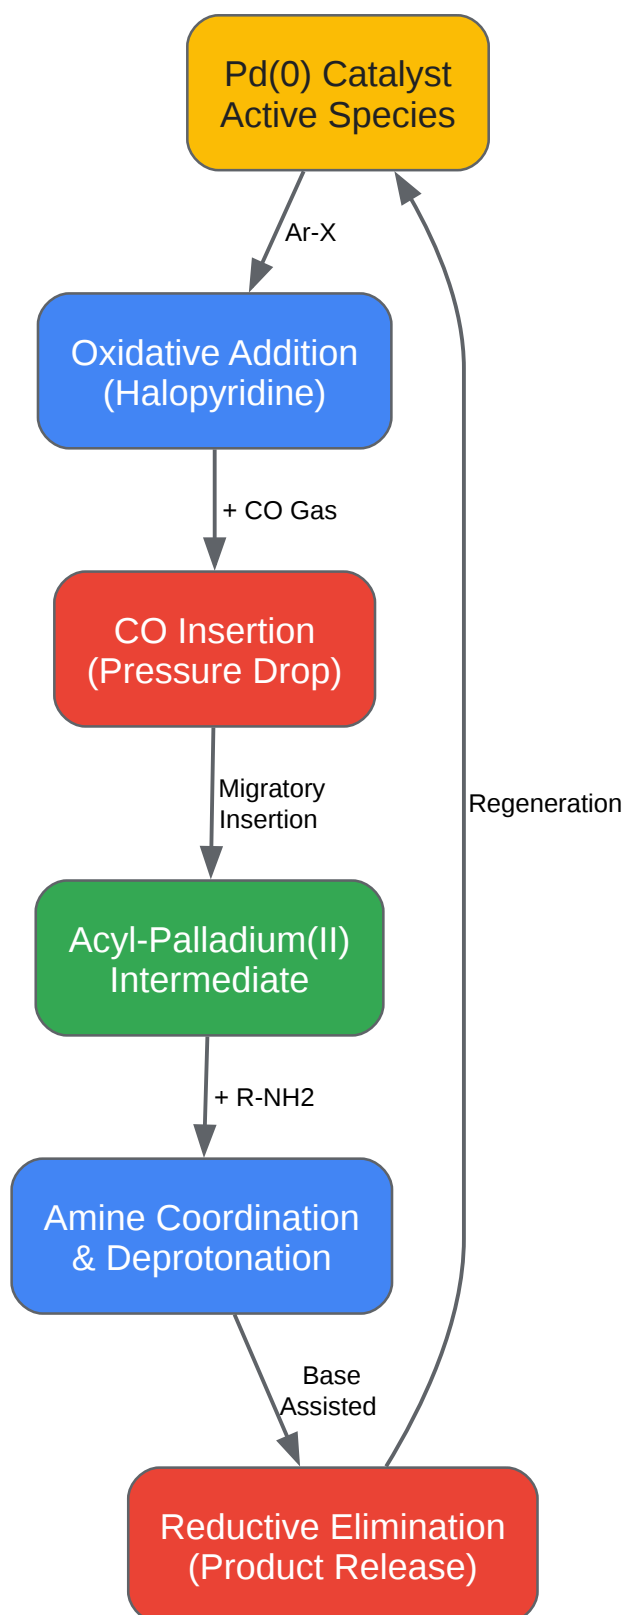 Pd(0) Catalyst
Active Species
Ar-X
Oxidative Addition
(Halopyridine)
+ CO Gas
CO Insertion
(Pressure Drop)
Migratory
Insertion
Regeneration
Acyl-Palladium(II)
Intermediate
+ R-NH2
Amine Coordination
& Deprotonation
Base
Assisted
Reductive Elimination
(Product Release)